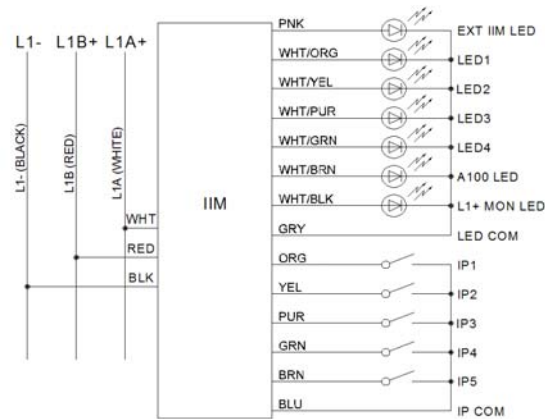 L1- L1B+ L1A+
L1- (BLACK)
L1B (RED)
L1A (WHITE)
WHT
RED
BLK
IIM
PNK EXT IIM LED
WHT/ORG LED1
WHT/YEL LED2
WHT/PUR LED3
WHT/GRN LED4
WHT/BRN A100 LED
WHT/BLK L1+ MON LED
GRY LED COM
ORG IP1
YEL IP2
PUR IP3
GRN IP4
BRN IP5
BLU IP COM